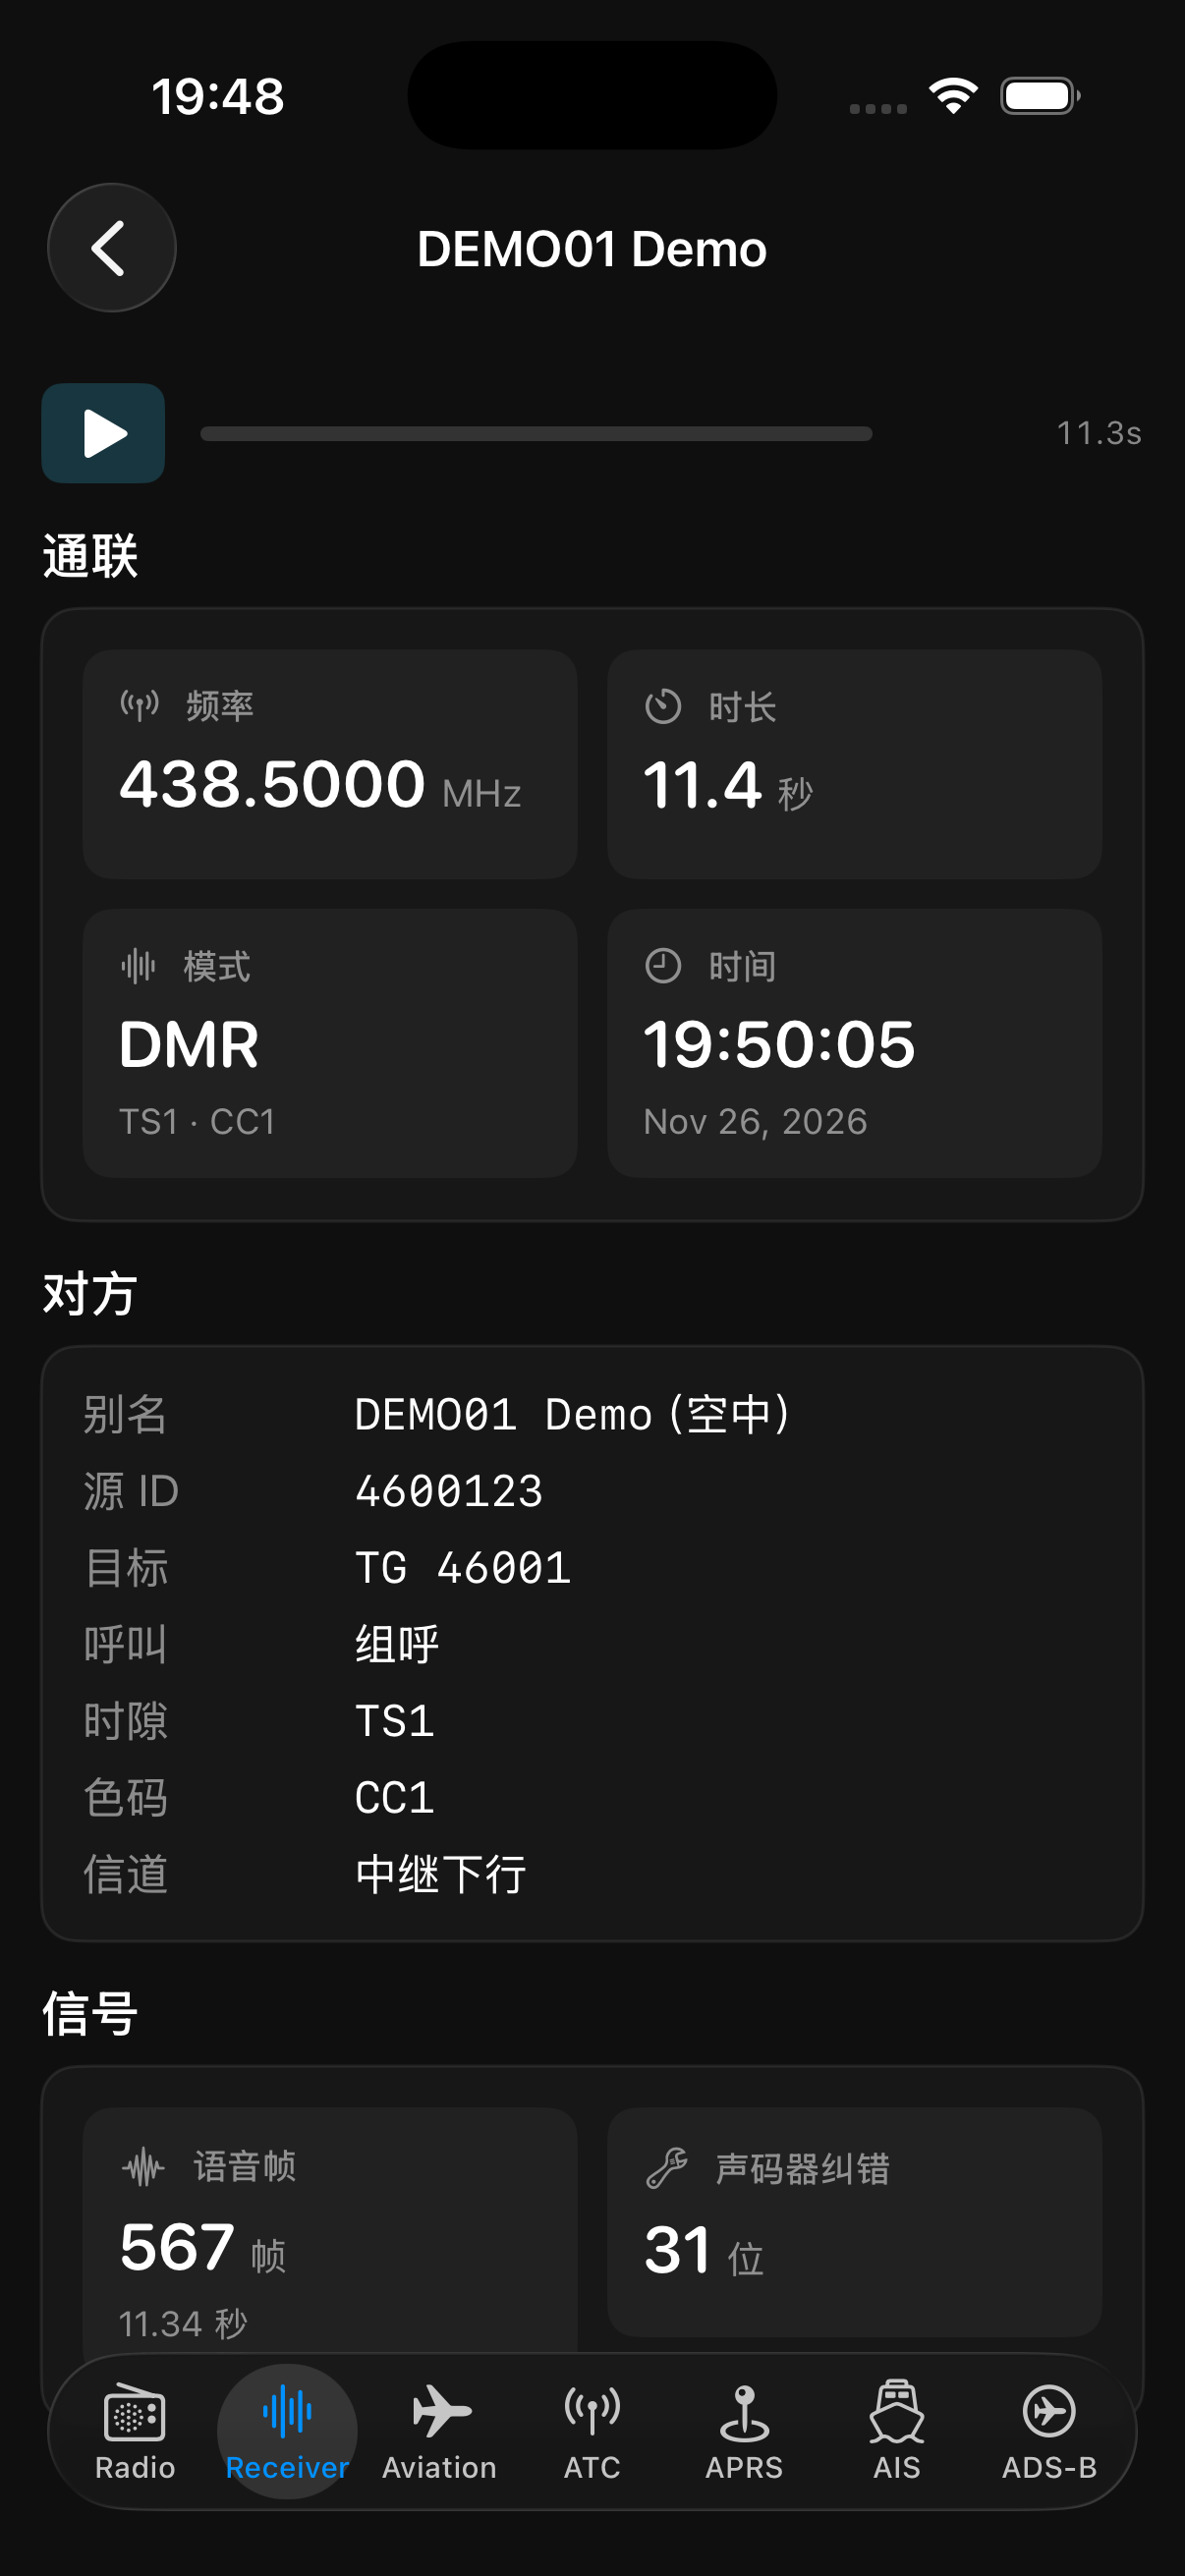 19:48
DEMO01 Demo
11.3s
通联
频率
438.5000 MHz
时长
11.4 秒
模式
DMR
TS1 · CC1
时间
19:50:05
Nov 26, 2026
对方
别名 DEMO01 Demo (空中)
源 ID 4600123
目标 TG 46001
呼叫 组呼
时隙 TS1
色码 CC1
信道 中继下行
信号
语音帧
567 帧
11.34 秒
声码器纠错
31 位
Radio Receiver Aviation ATC APRS AIS ADS-B